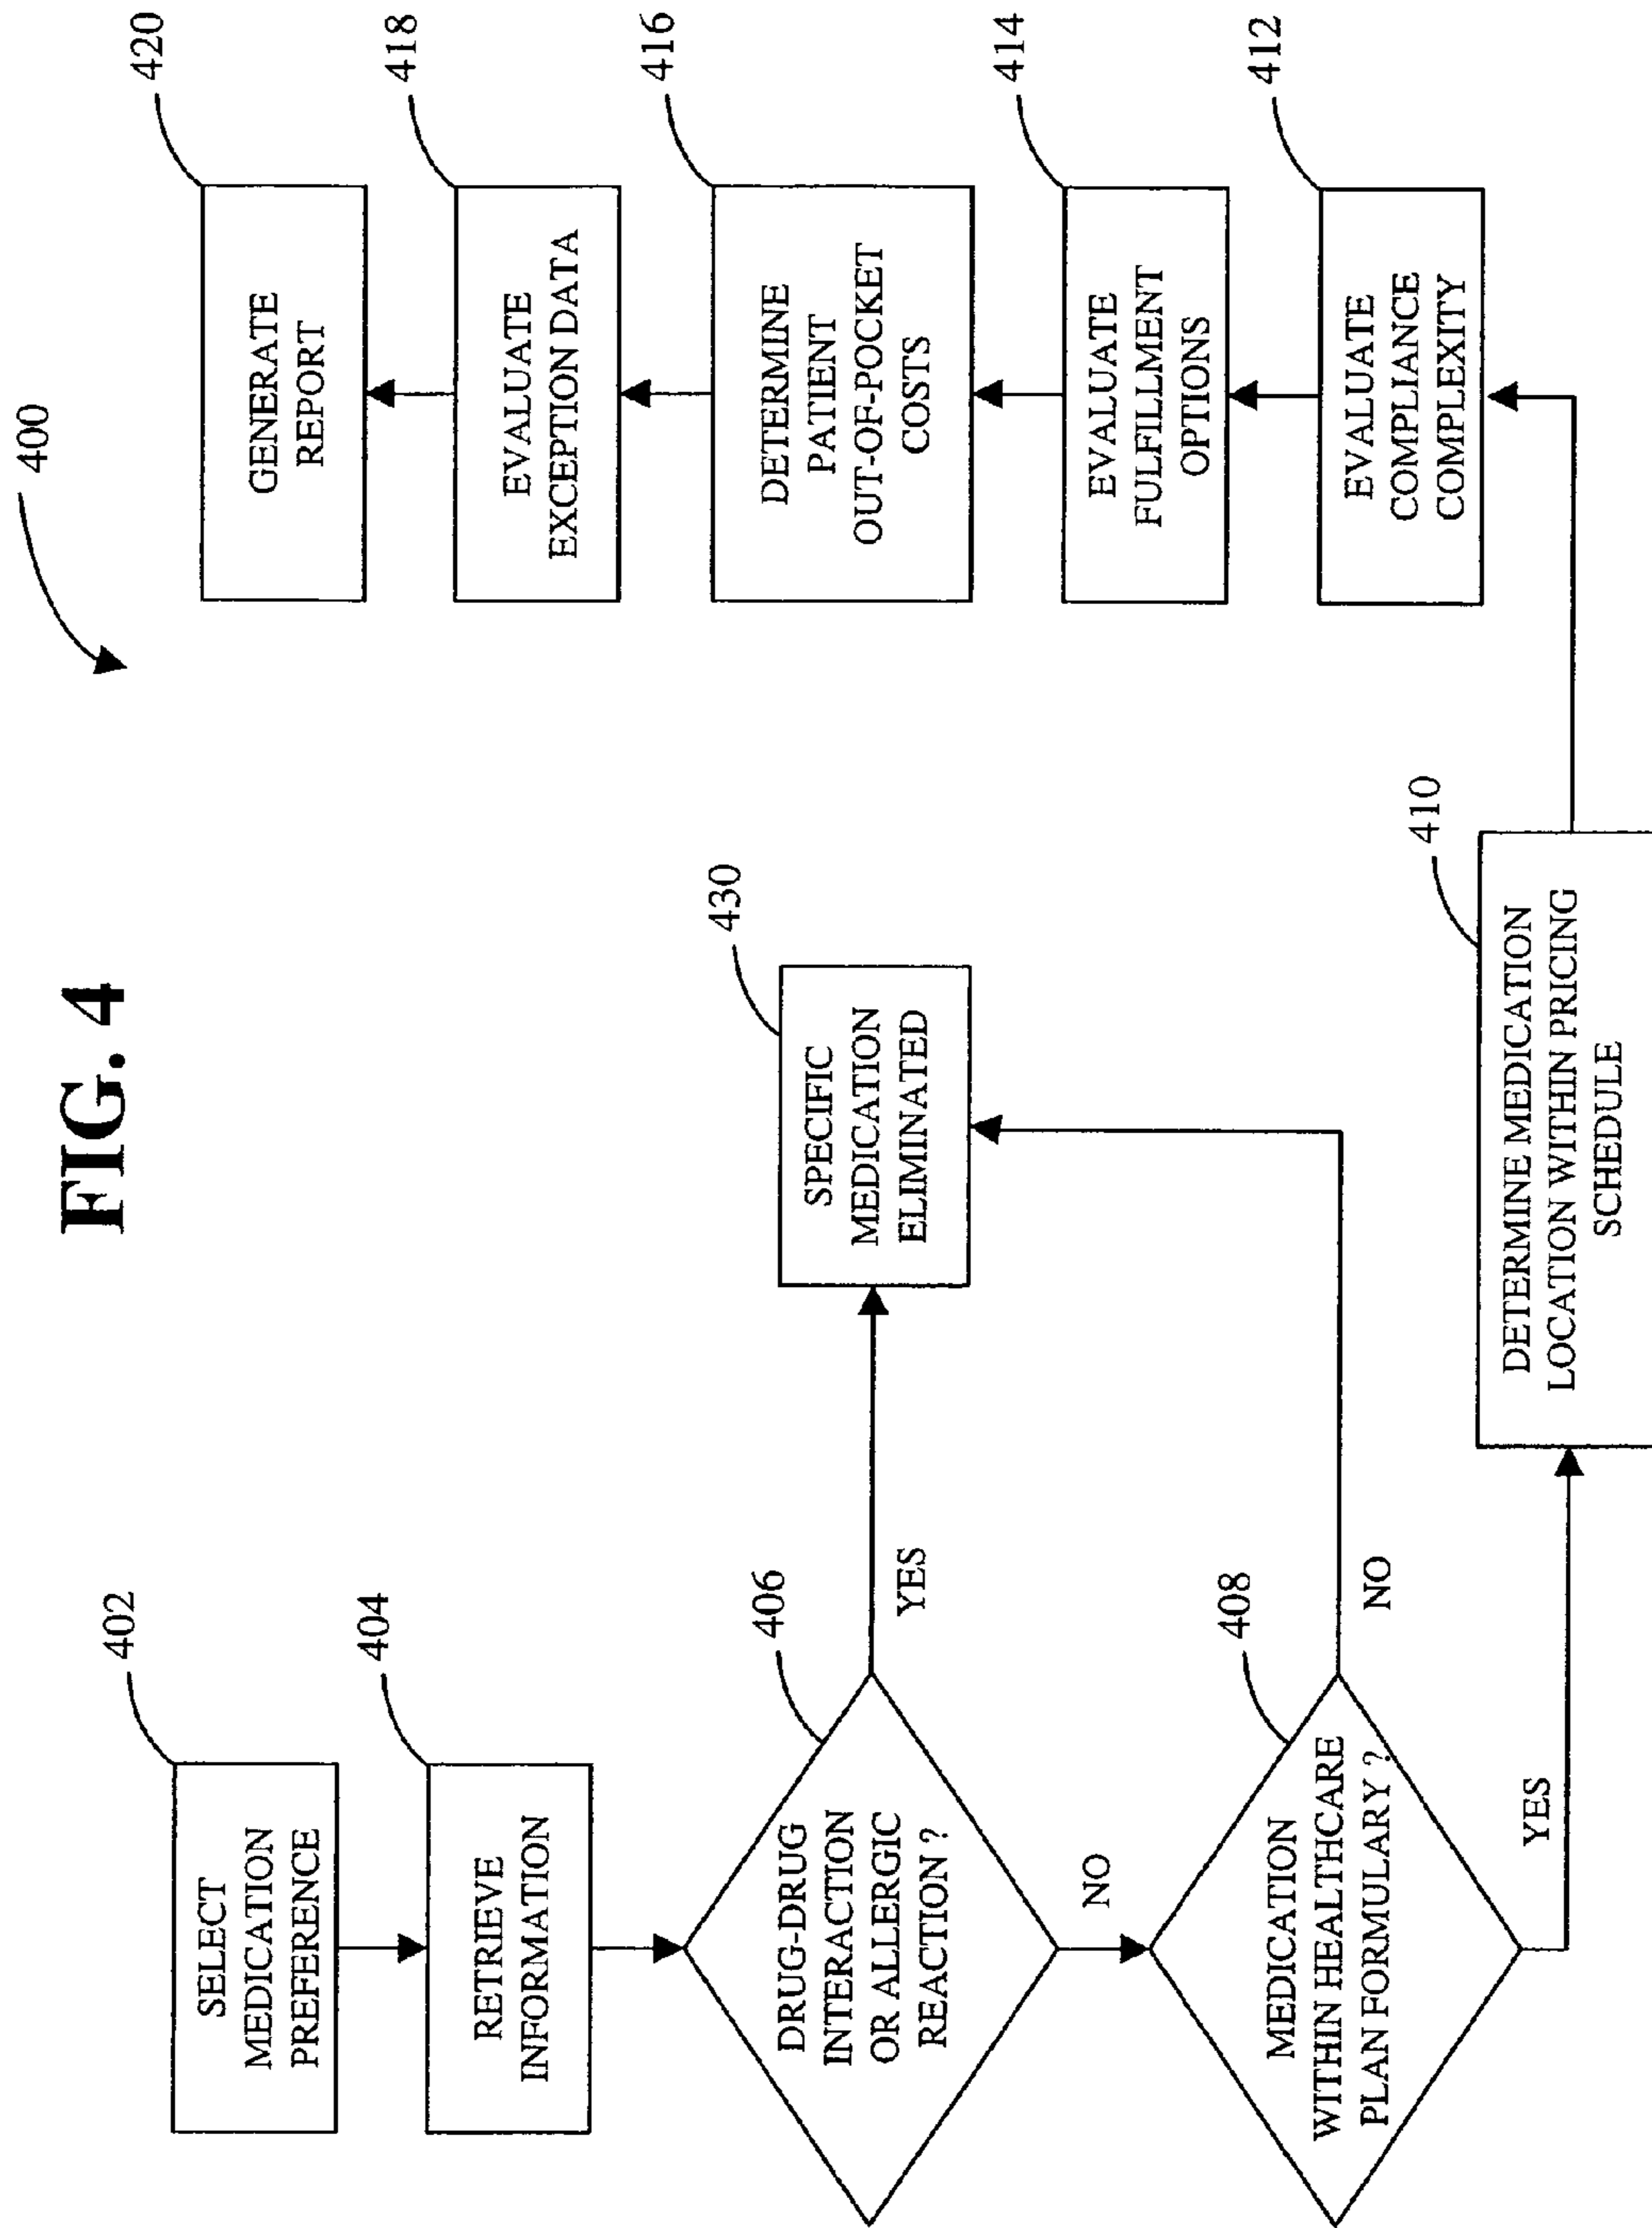 FIG. 4
400
402
SELECT
MEDICATION
PREFERENCE
404
RETRIEVE
INFORMATION
406
DRUG-DRUG
INTERACTION
OR ALLERGIC
REACTION ?
YES
NO
408
MEDICATION
WITHIN HEALTHCARE
PLAN FORMULARY ?
NO
YES
430
SPECIFIC
MEDICATION
ELIMINATED
410
DETERMINE MEDICATION
LOCATION WITHIN PRICING
SCHEDULE
412
EVALUATE
COMPLIANCE
COMPLEXITY
414
EVALUATE
FULFILLMENT
OPTIONS
416
DETERMINE
PATIENT
OUT-OF-POCKET
COSTS
418
EVALUATE
EXCEPTION DATA
420
GENERATE
REPORT